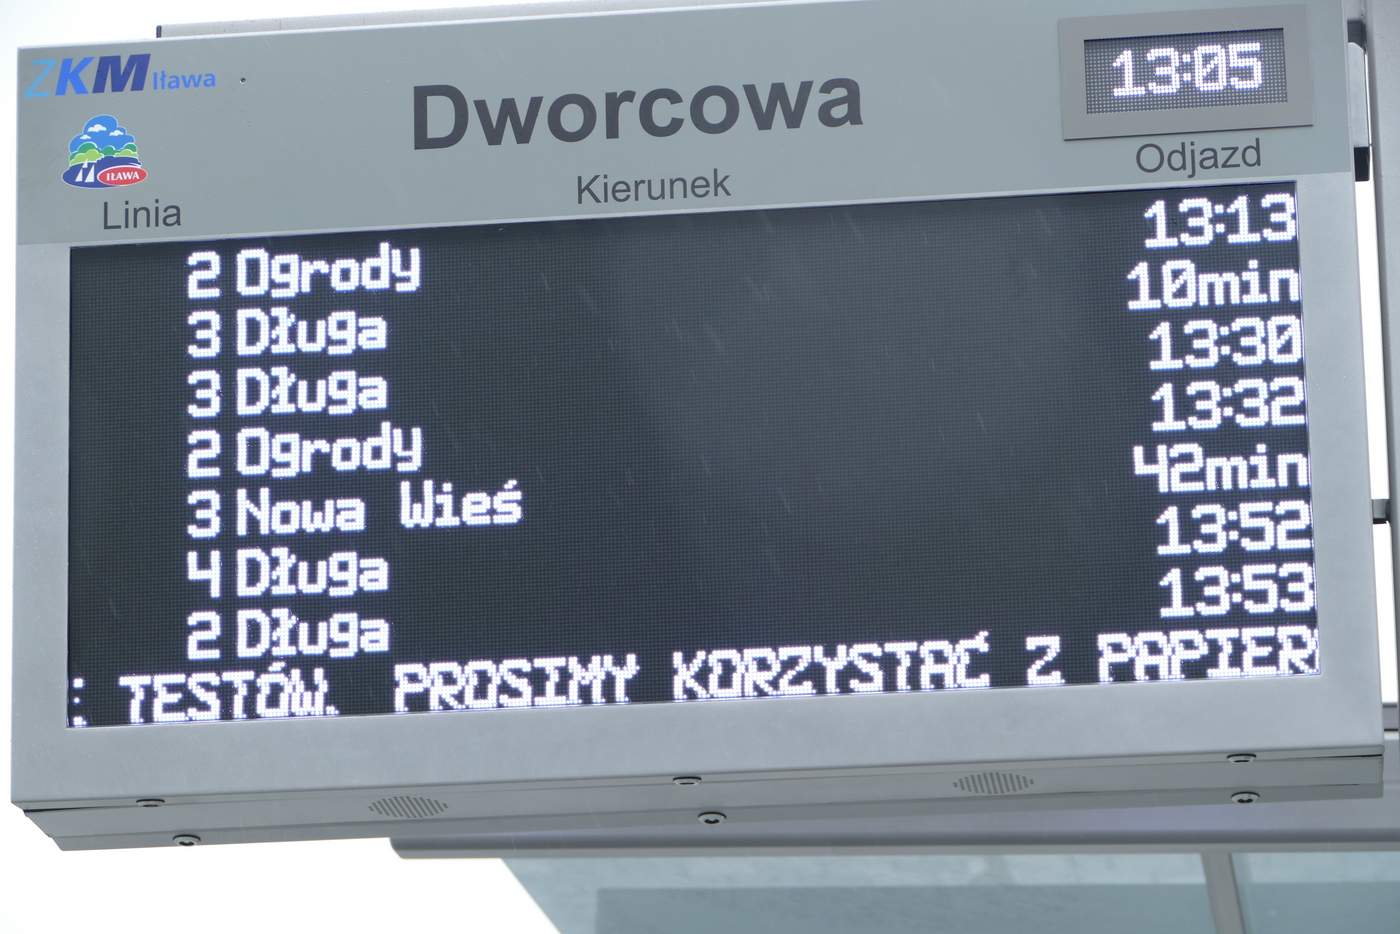 ZKM Iława
Dworcowa
13:05
IŁAWA
Linia Kierunek Odjazd
2 Ogrody 13:13
3 Długa 10min
3 Długa 13:30
2 Ogrody 13:32
3 Nowa Wieś 42min
4 Długa 13:52
2 Długa 13:53
: TESTÓW. PROSIMY KORZYSTAĆ Z PAPIER